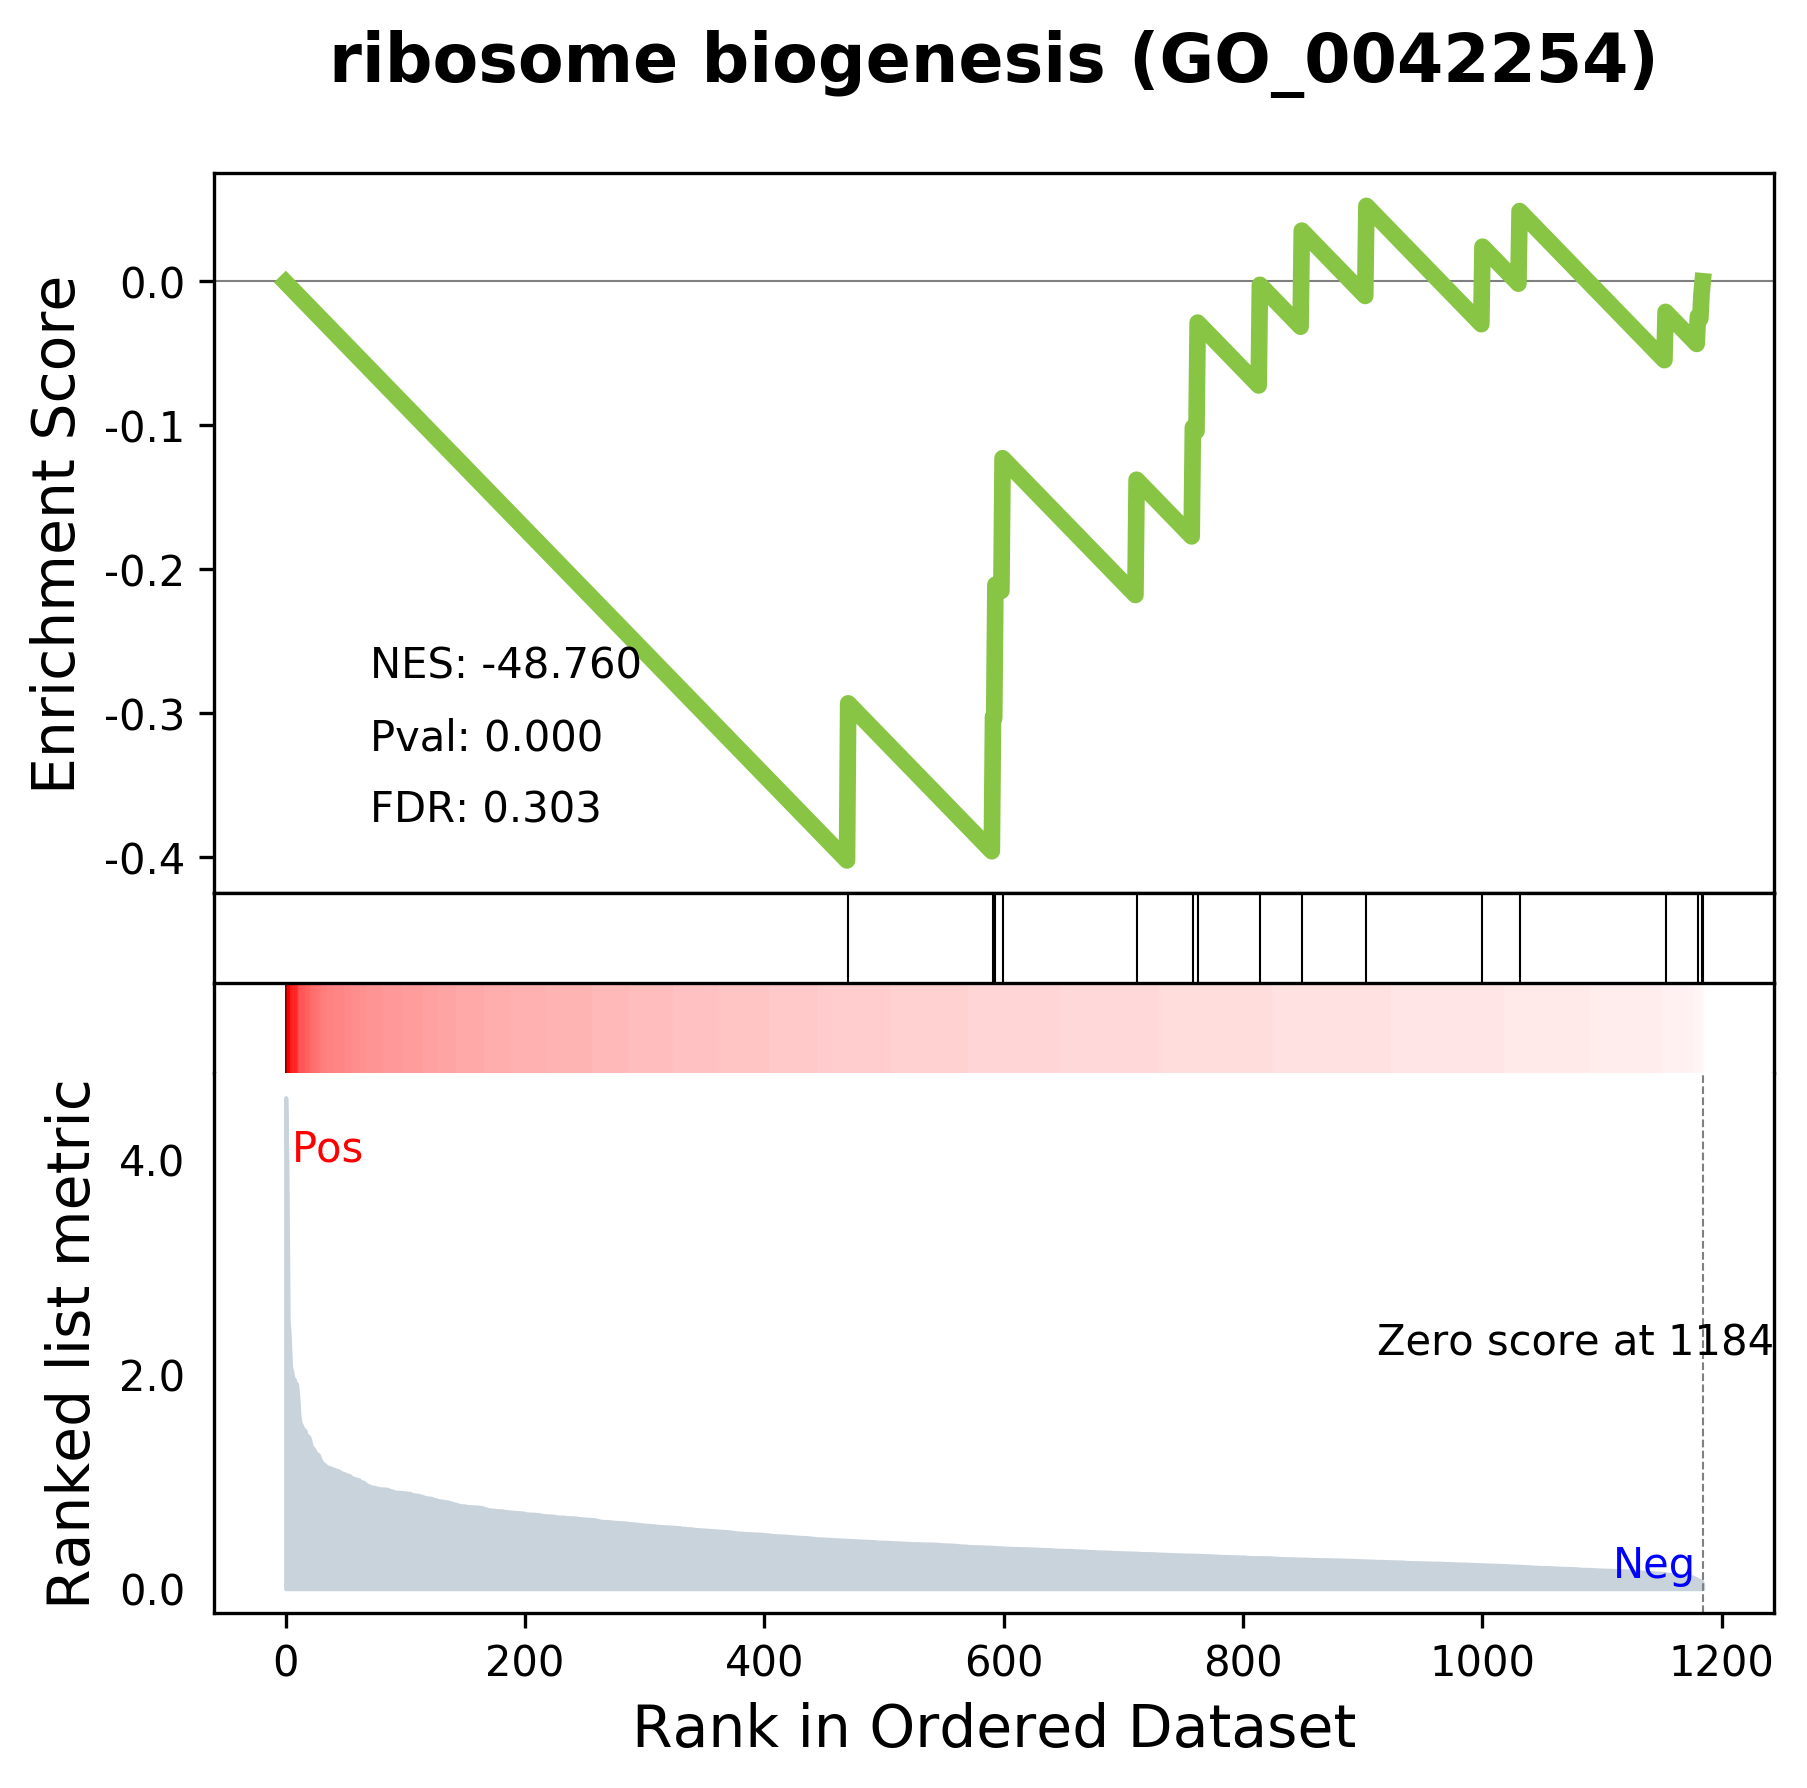 ribosome biogenesis (GO_0042254)
Enrichment Score
0.0
-0.1
-0.2
-0.3
-0.4
NES: -48.760
Pval: 0.000
FDR: 0.303
Ranked list metric
4.0
2.0
0.0
Pos
Zero score at 1184
Neg
0 200 400 600 800 1000 1200
Rank in Ordered Dataset